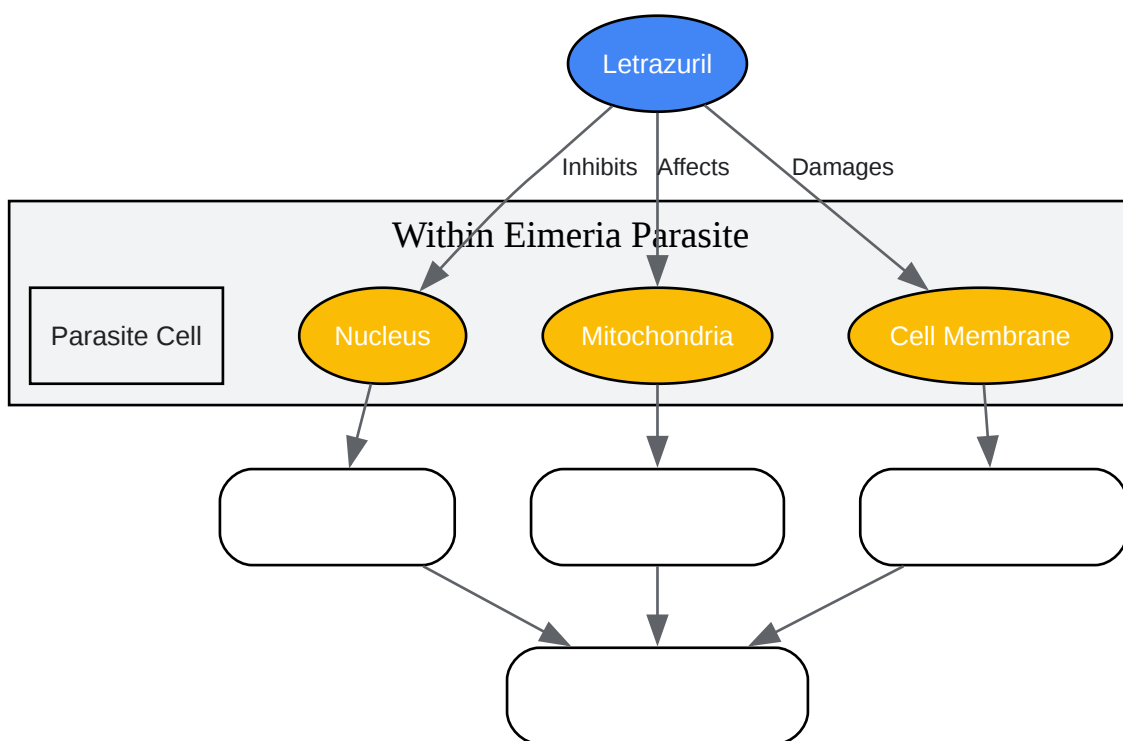 Letrazuril
Inhibits
Affects
Damages
Within Eimeria Parasite
Parasite Cell
Nucleus
Mitochondria
Cell Membrane